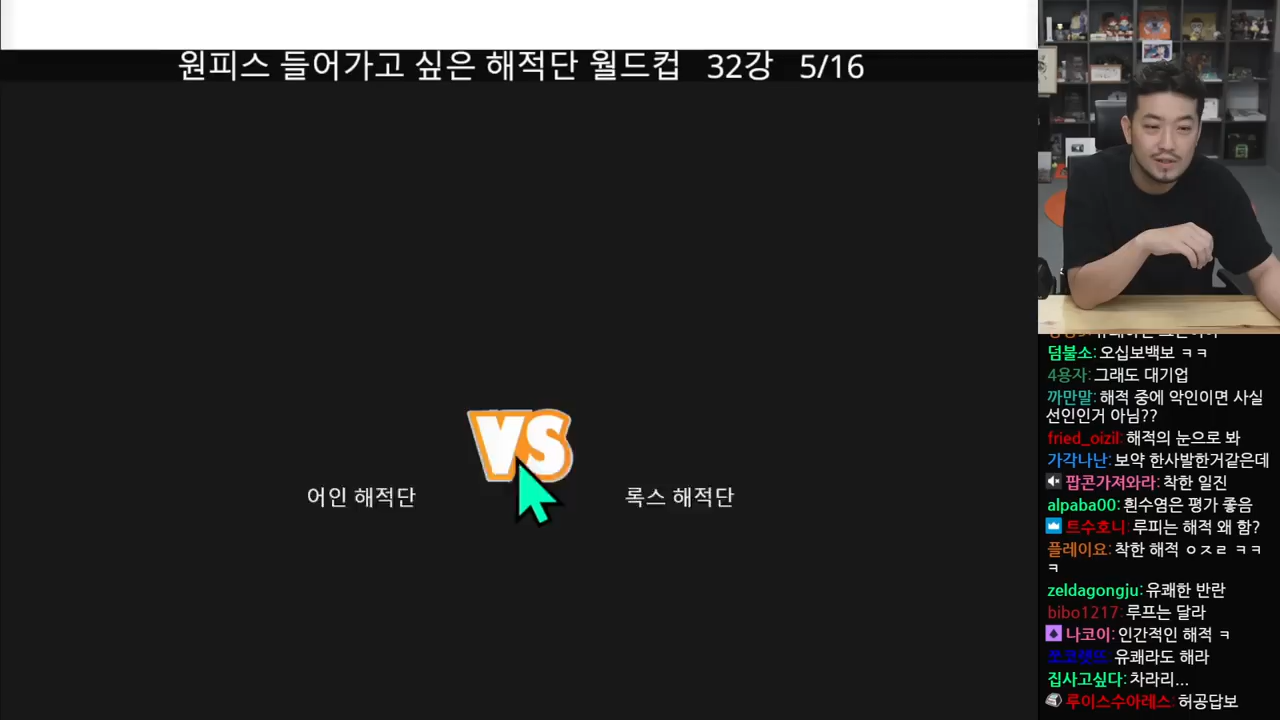 원피스 들어가고 싶은 해적단 월드컵 32강 5/16
VS
어인 해적단
록스 해적단
덤불소: 오십보백보 ㅋㅋ
4용자: 그래도 대기업
까만말: 해적 중에 악인이면 사실
선인인거 아님??
fried_oizil: 해적의 눈으로 봐
가각나난: 보약 한사발한거같은데
팝콘가져와라: 착한 일진
alpaba00: 흰수염은 평가 좋음
트수호니: 루피는 해적 왜 함?
플레이요: 착한 해적 ㅇㅈㄹ ㅋㅋ
ㅋ
zeldagongju: 유쾌한 반란
bibo1217: 루프는 달라
나코이: 인간적인 해적 ㅋ
쪼꼬렛뜨: 유쾌라도 해라
집사고싶다: 차라리...
루이스수아레스: 허공답보